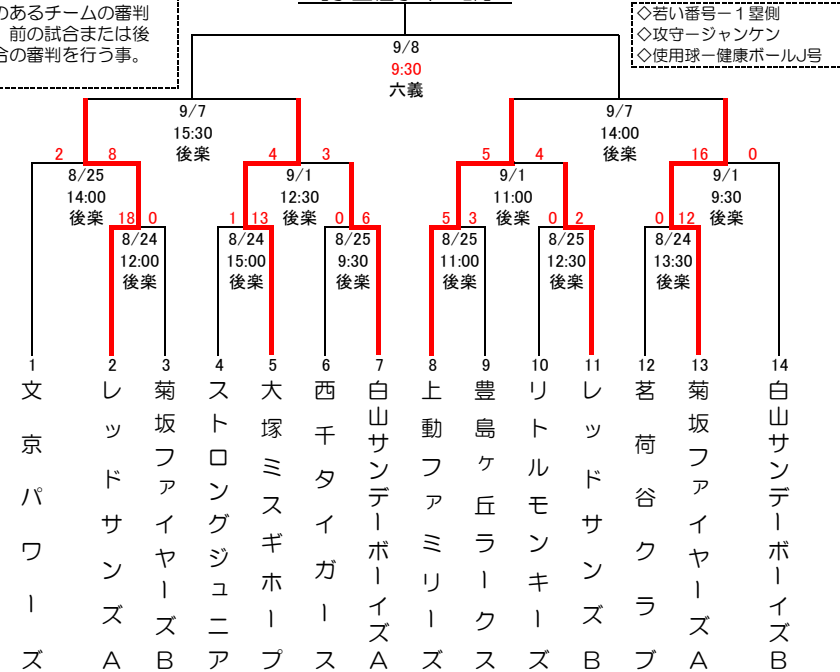 のあるチームの審判
前の試合または後
合の審判を行う事。
◇若い番号－１塁側
◇攻守－ジャンケン
◇使用球－健康ボールJ号
9/8
9:30
六義
9/7
15:30
後楽
9/7
14:00
後楽
2 8
8/25
14:00
後楽
4 3
9/1
12:30
後楽
5 4
9/1
11:00
後楽
16 0
9/1
9:30
後楽
18 0
8/24
12:00
後楽
1 13
8/24
15:00
後楽
0 6
8/25
9:30
後楽
5 3
8/25
11:00
後楽
0 2
8/25
12:30
後楽
0 12
8/24
13:30
後楽
1 2 3 4 5 6 7 8 9 10 11 12 13 14
文京パワーズ
レッドサンズA
菊坂ファイヤーズB
ストロングジュニア
大塚ミスギホープ
西千タイガース
白山サンデーボーイズA
上動ファミリーズ
豊島ヶ丘ラークス
リトルモンキーズ
レッドサンズB
茗荷谷クラブ
菊坂ファイヤーズA
白山サンデーボーイズB